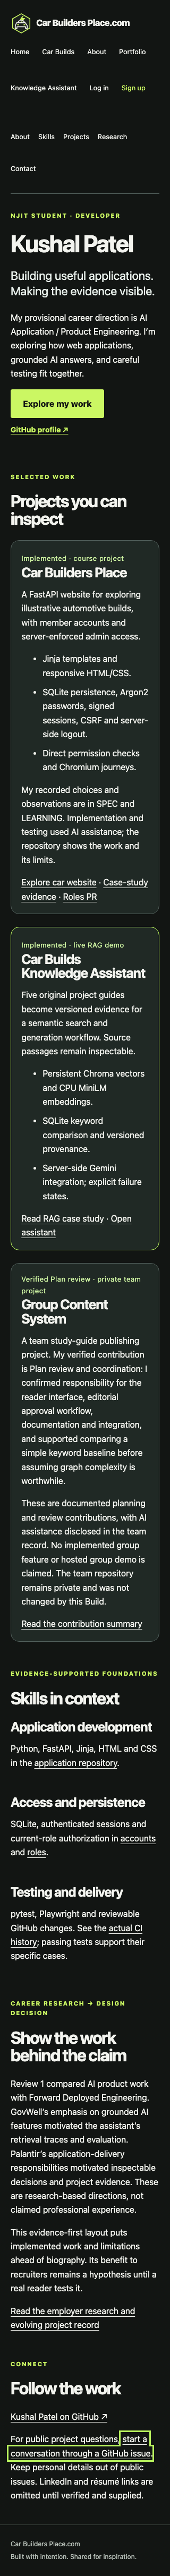 Car Builders Place.com
Home Car Builds About Portfolio
Knowledge Assistant Log in Sign up
About Skills Projects Research
Contact
NJIT STUDENT · DEVELOPER
Kushal Patel
Building useful applications.
Making the evidence visible.
My provisional career direction is AI
Application / Product Engineering. I'm
exploring how web applications,
grounded AI answers, and careful
testing fit together.
Explore my work
GitHub profile ↗
SELECTED WORK
Projects you can
inspect
Implemented · course project
Car Builders Place
A FastAPI website for exploring
illustrative automotive builds,
with member accounts and
server-enforced admin access.
• Jinja templates and
responsive HTML/CSS.
• SQLite persistence, Argon2
passwords, signed
sessions, CSRF and server-
side logout.
• Direct permission checks
and Chromium journeys.
My recorded choices and
observations are in SPEC and
LEARNING. Implementation and
testing used AI assistance; the
repository shows the work and
its limits.
Explore car website · Case-study
evidence · Roles PR
Implemented · live RAG demo
Car Builds
Knowledge Assistant
Five original project guides
become versioned evidence for
a semantic search and
generation workflow. Source
passages remain inspectable.
• Persistent Chroma vectors
and CPU MiniLM
embeddings.
• SQLite keyword
comparison and versioned
provenance.
• Server-side Gemini
integration; explicit failure
states.
Read RAG case study · Open
assistant
Verified Plan review · private team
project
Group Content
System
A team study-guide publishing
project. My verified contribution
is Plan review and coordination: I
confirmed responsibility for the
reader interface, editorial
approval workflow,
documentation and integration,
and supported comparing a
simple keyword baseline before
assuming graph complexity is
worthwhile.
These are documented planning
and review contributions, with AI
assistance disclosed in the team
record. No implemented group
feature or hosted group demo is
claimed. The team repository
remains private and was not
changed by this Build.
Read the contribution summary
EVIDENCE-SUPPORTED FOUNDATIONS
Skills in context
Application development
Python, FastAPI, Jinja, HTML and CSS
in the application repository.
Access and persistence
SQLite, authenticated sessions and
current-role authorization in accounts
and roles.
Testing and delivery
pytest, Playwright and reviewable
GitHub changes. See the actual CI
history; passing tests support their
specific cases.
CAREER RESEARCH → DESIGN
DECISION
Show the work
behind the claim
Review 1 compared AI product work
with Forward Deployed Engineering.
GovWell's emphasis on grounded AI
features motivated the assistant's
retrieval traces and evaluation.
Palantir's application-delivery
responsibilities motivated inspectable
decisions and project evidence. These
are research-based directions, not
claimed professional experience.
This evidence-first layout puts
implemented work and limitations
ahead of biography. Its benefit to
recruiters remains a hypothesis until a
real reader tests it.
Read the employer research and
evolving project record
CONNECT
Follow the work
Kushal Patel on GitHub ↗
For public project questions, start a
conversation through a GitHub issue.
Keep personal details out of public
issues. LinkedIn and résumé links are
omitted until verified and supplied.
Car Builders Place.com
Built with intention. Shared for inspiration.